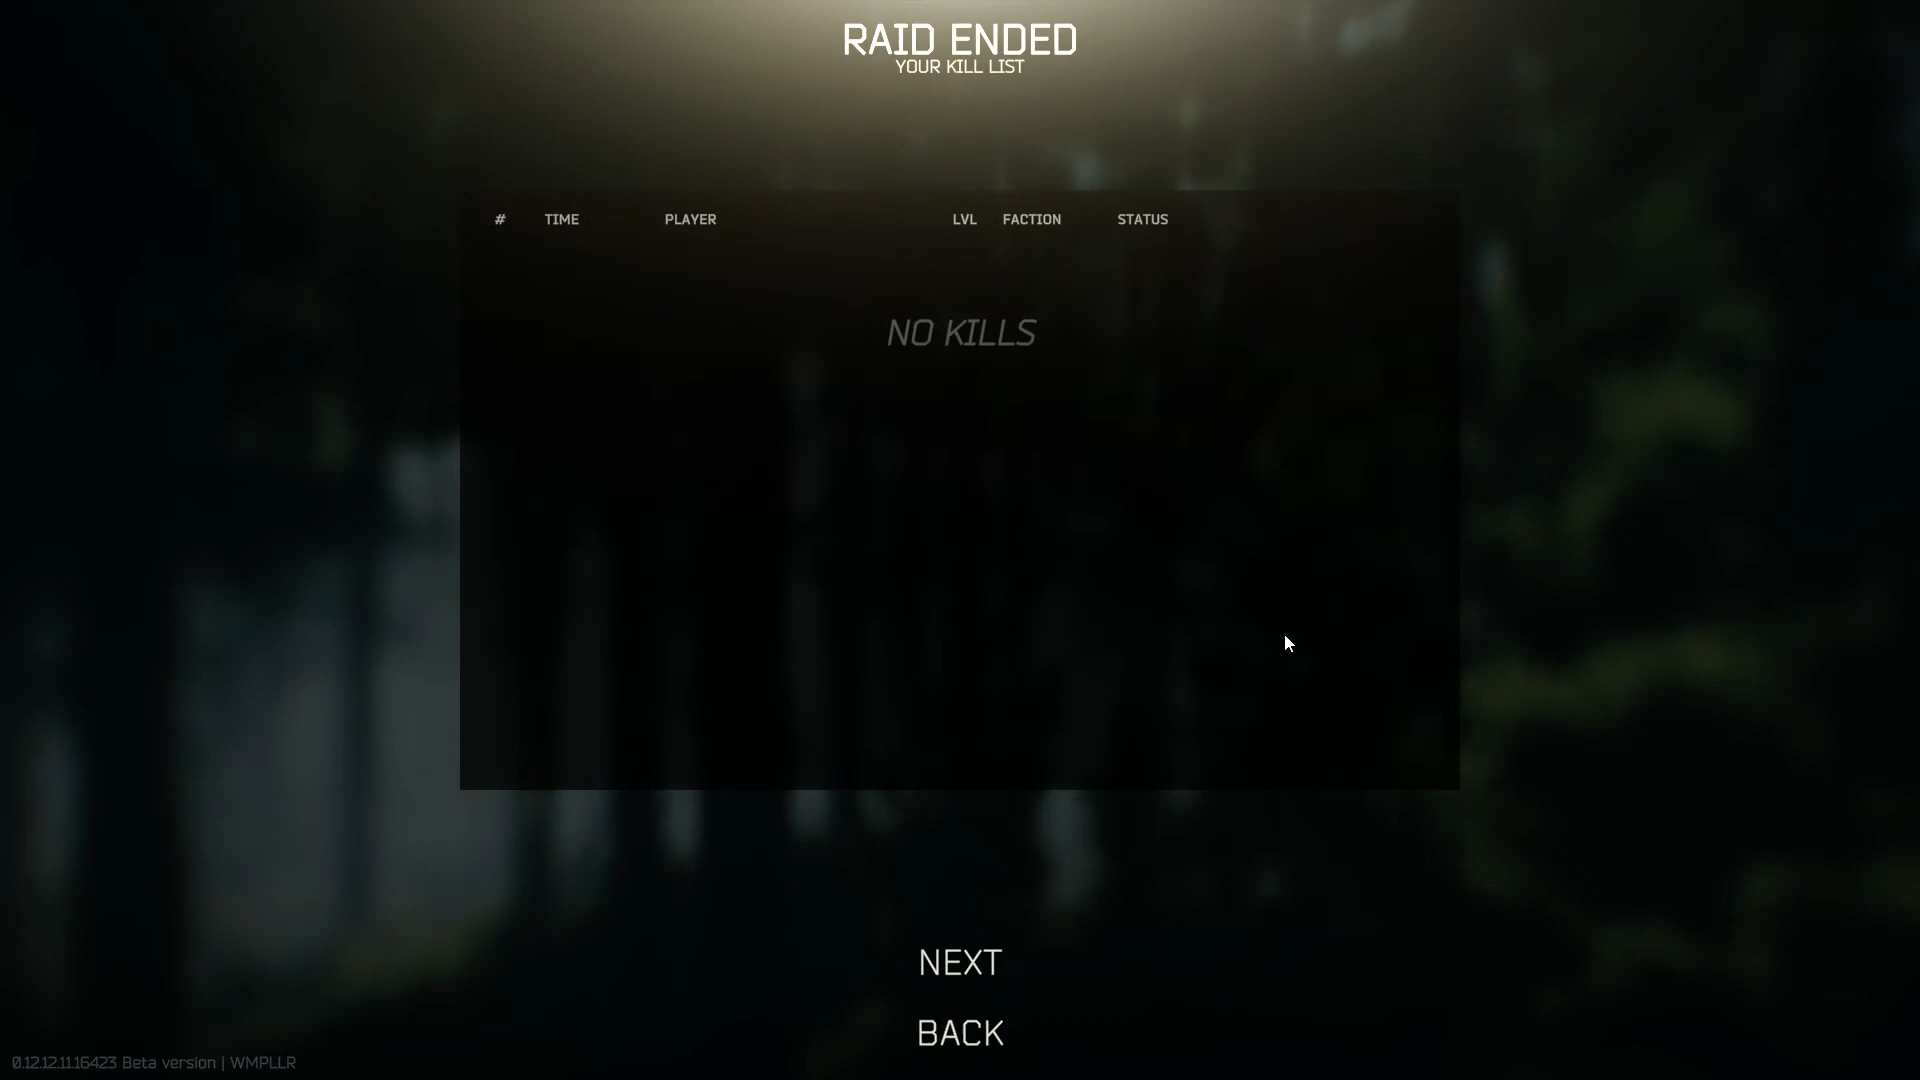 RAID ENDED
YOUR KILL LIST
# TIME PLAYER LVL FACTION STATUS
NO KILLS
NEXT
BACK
0.12.12.11.16423 Beta version | WMPLLR